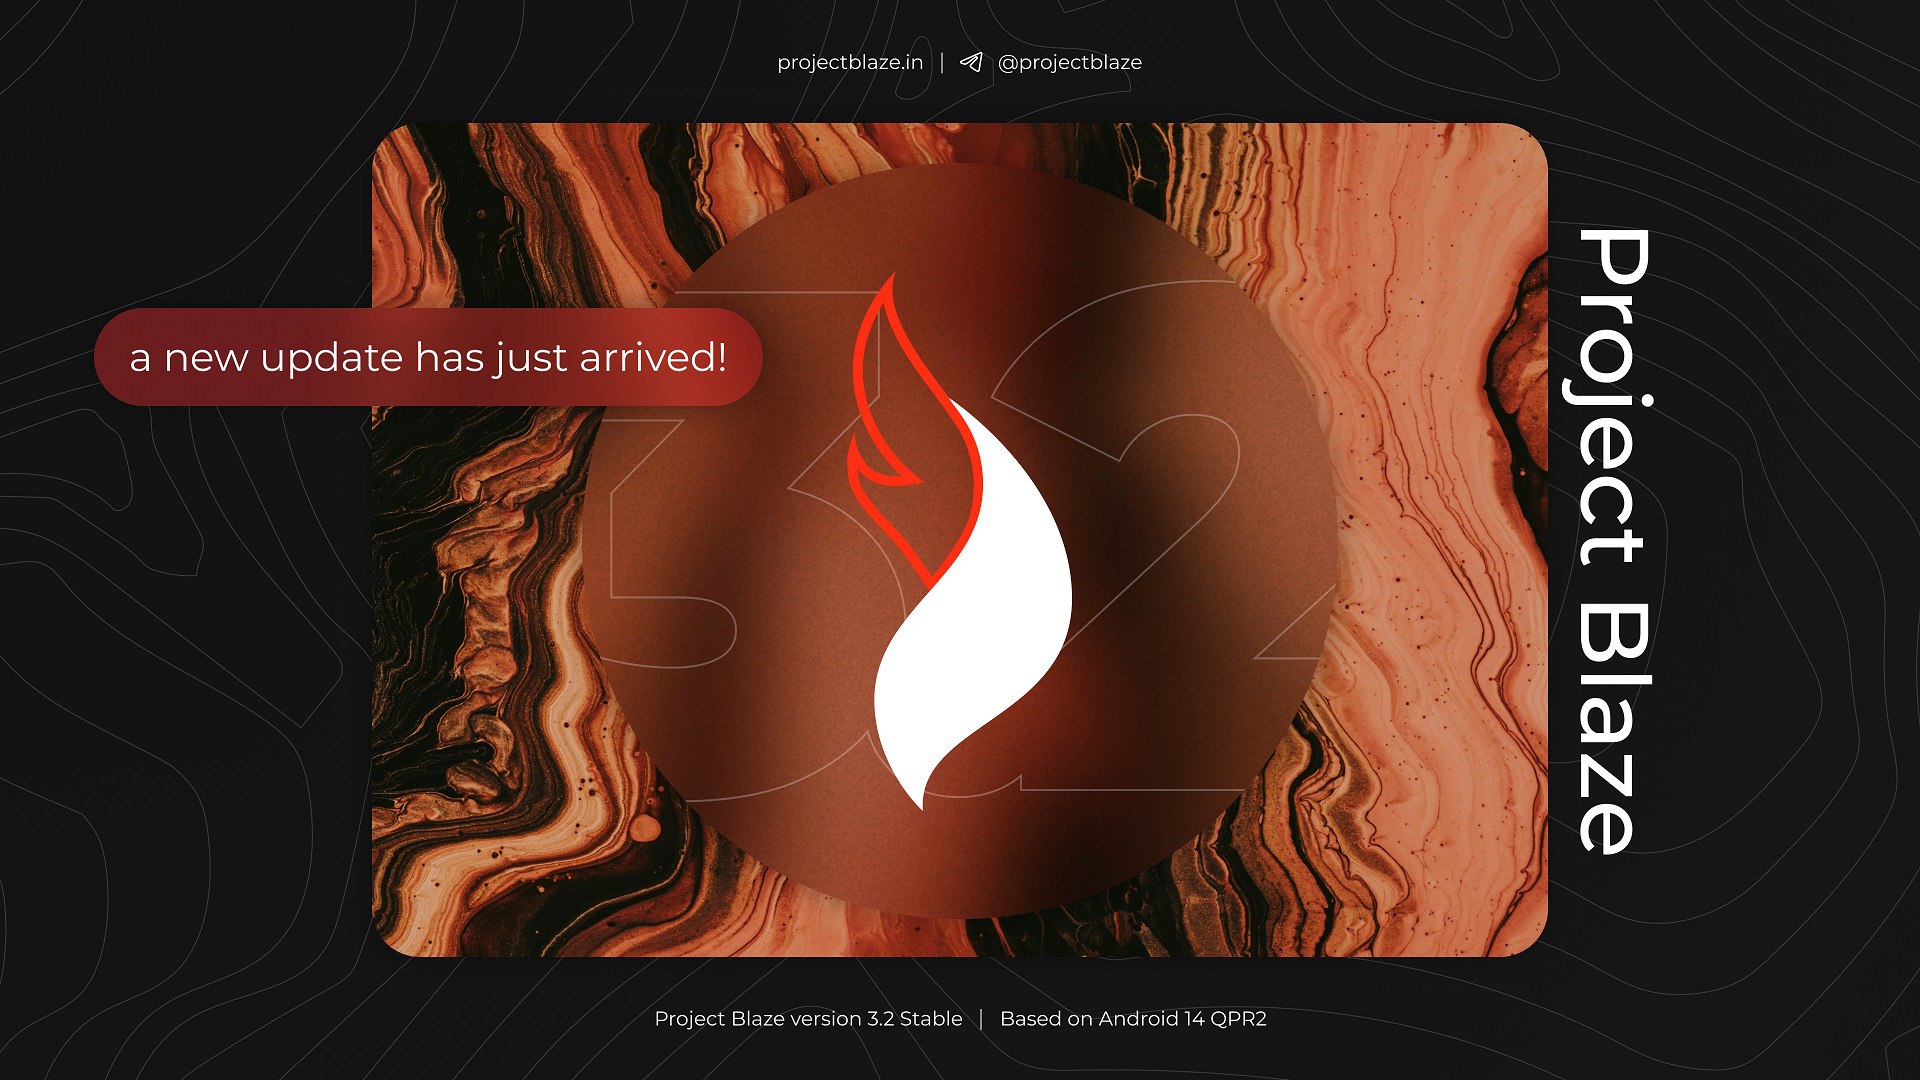 projectblaze.in | @projectblaze
a new update has just arrived!
3.2
Project Blaze
Project Blaze version 3.2 Stable | Based on Android 14 QPR2